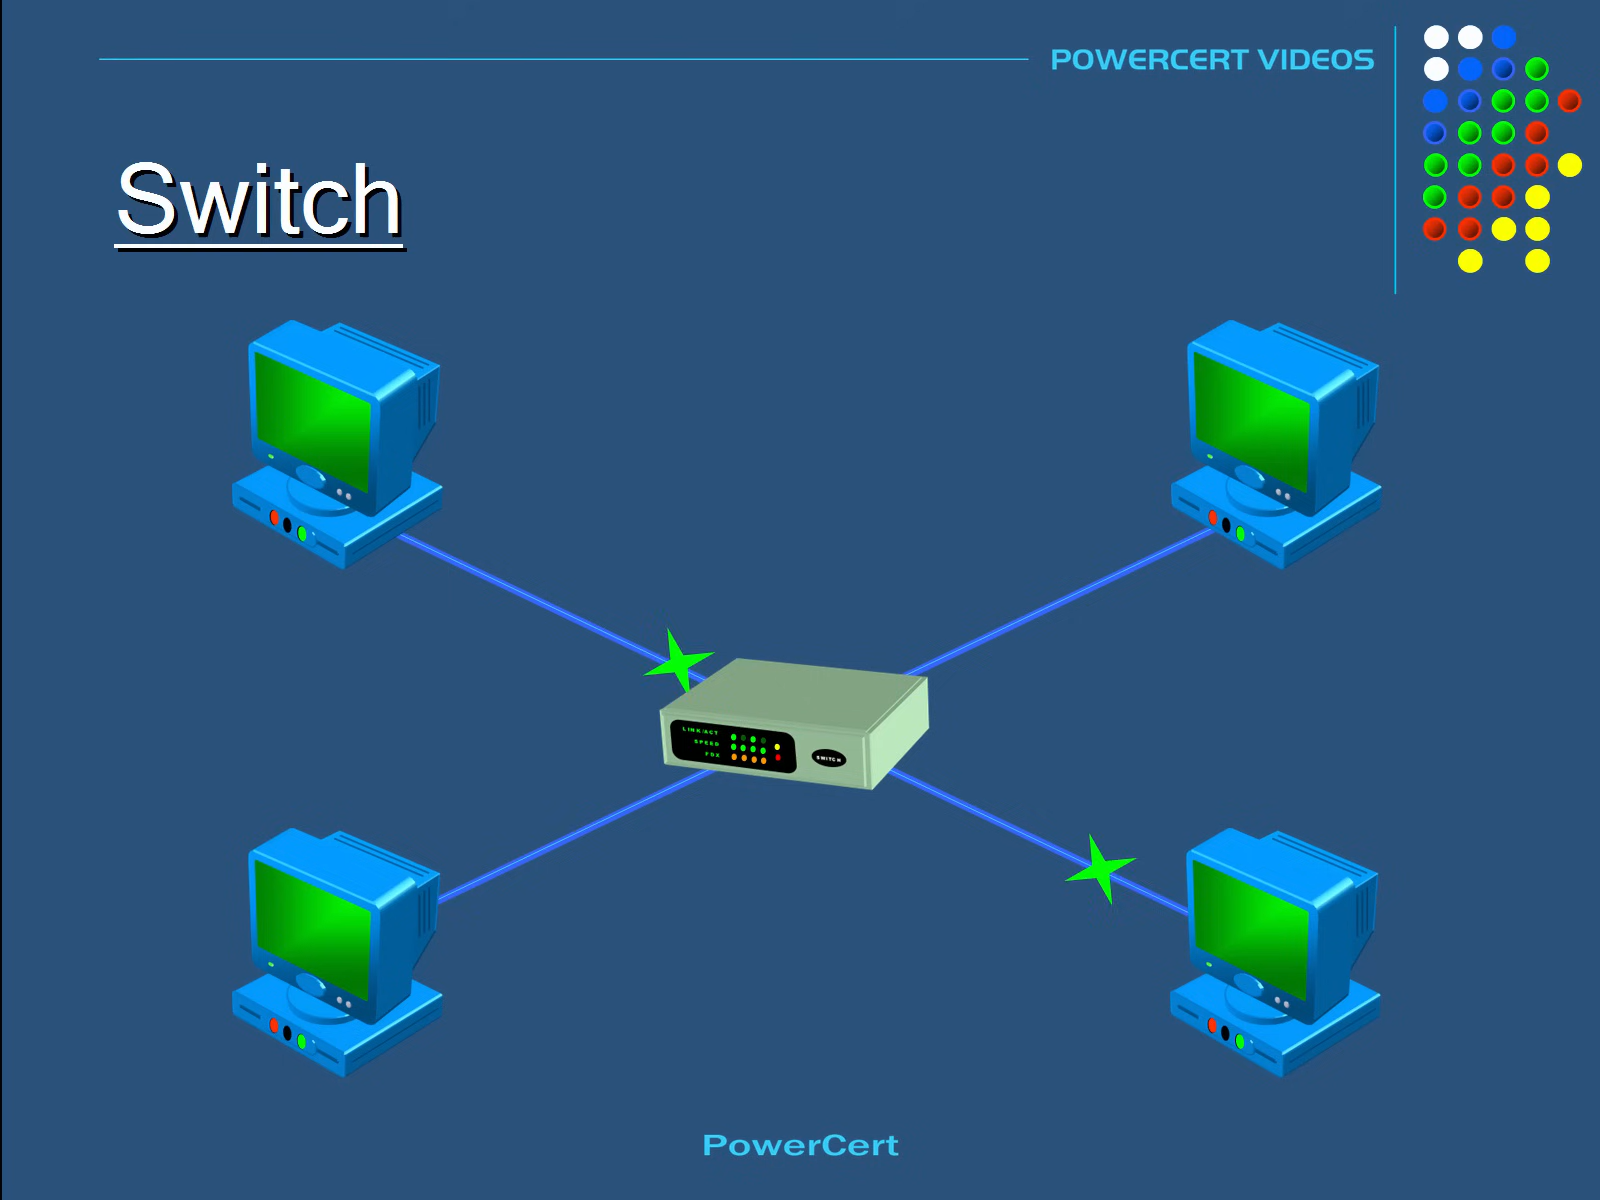 POWERCERT VIDEOS
Switch
LINK/ACT
SPEED
FDX
SWITCH
PowerCert